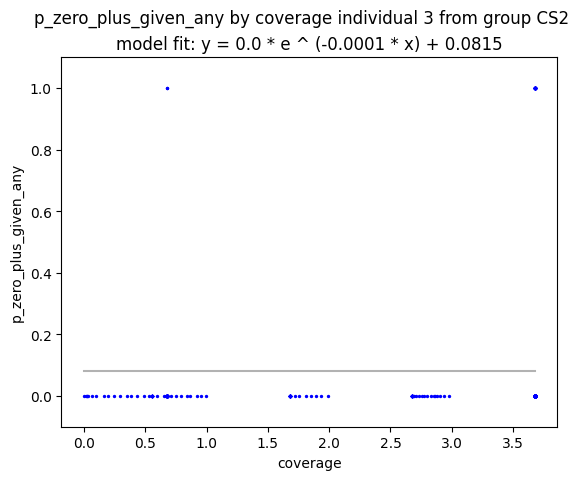 p_zero_plus_given_any by coverage individual 3 from group CS2
model fit: y = 0.0 * e ^ (-0.0001 * x) + 0.0815
1.0
0.8
0.6
0.4
0.2
0.0
p_zero_plus_given_any
0.0 0.5 1.0 1.5 2.0 2.5 3.0 3.5
coverage